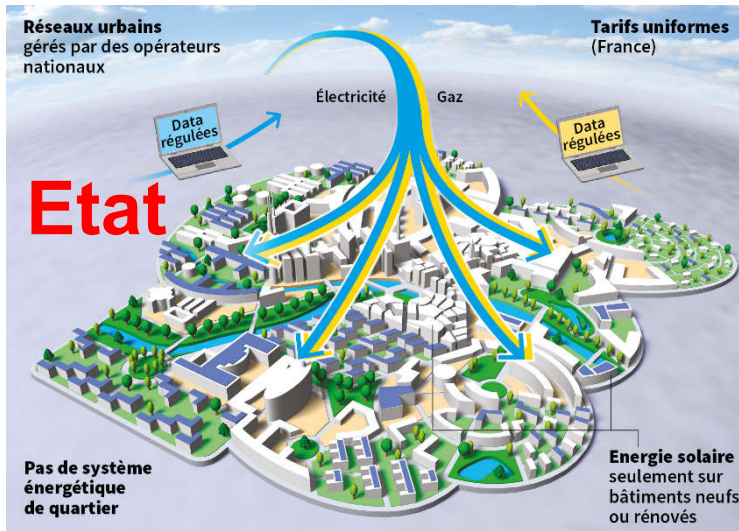 Réseaux urbains
gérés par des opérateurs
nationaux
Tarifs uniformes
(France)
Électricité
Gaz
Data
régulées
Data
régulées
Etat
Pas de système
énergétique
de quartier
Energie solaire
seulement sur
bâtiments neufs
ou rénovés